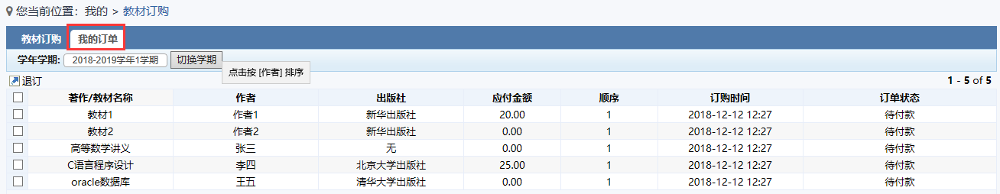 您当前位置：我的 > 教材订购
教材订购 我的订单
学年学期: 2018-2019学年1学期 切换学期
点击按 [作者] 排序
退订 1 - 5 of 5
著作/教材名称 作者 出版社 应付金额 顺序 订购时间 订单状态
教材1 作者1 新华出版社 20.00 1 2018-12-12 12:27 待付款
教材2 作者2 新华出版社 0.00 1 2018-12-12 12:27 待付款
高等数学讲义 张三 无 0.00 1 2018-12-12 12:27 待付款
C语言程序设计 李四 北京大学出版社 25.00 1 2018-12-12 12:27 待付款
oracle数据库 王五 清华大学出版社 0.00 1 2018-12-12 12:27 待付款